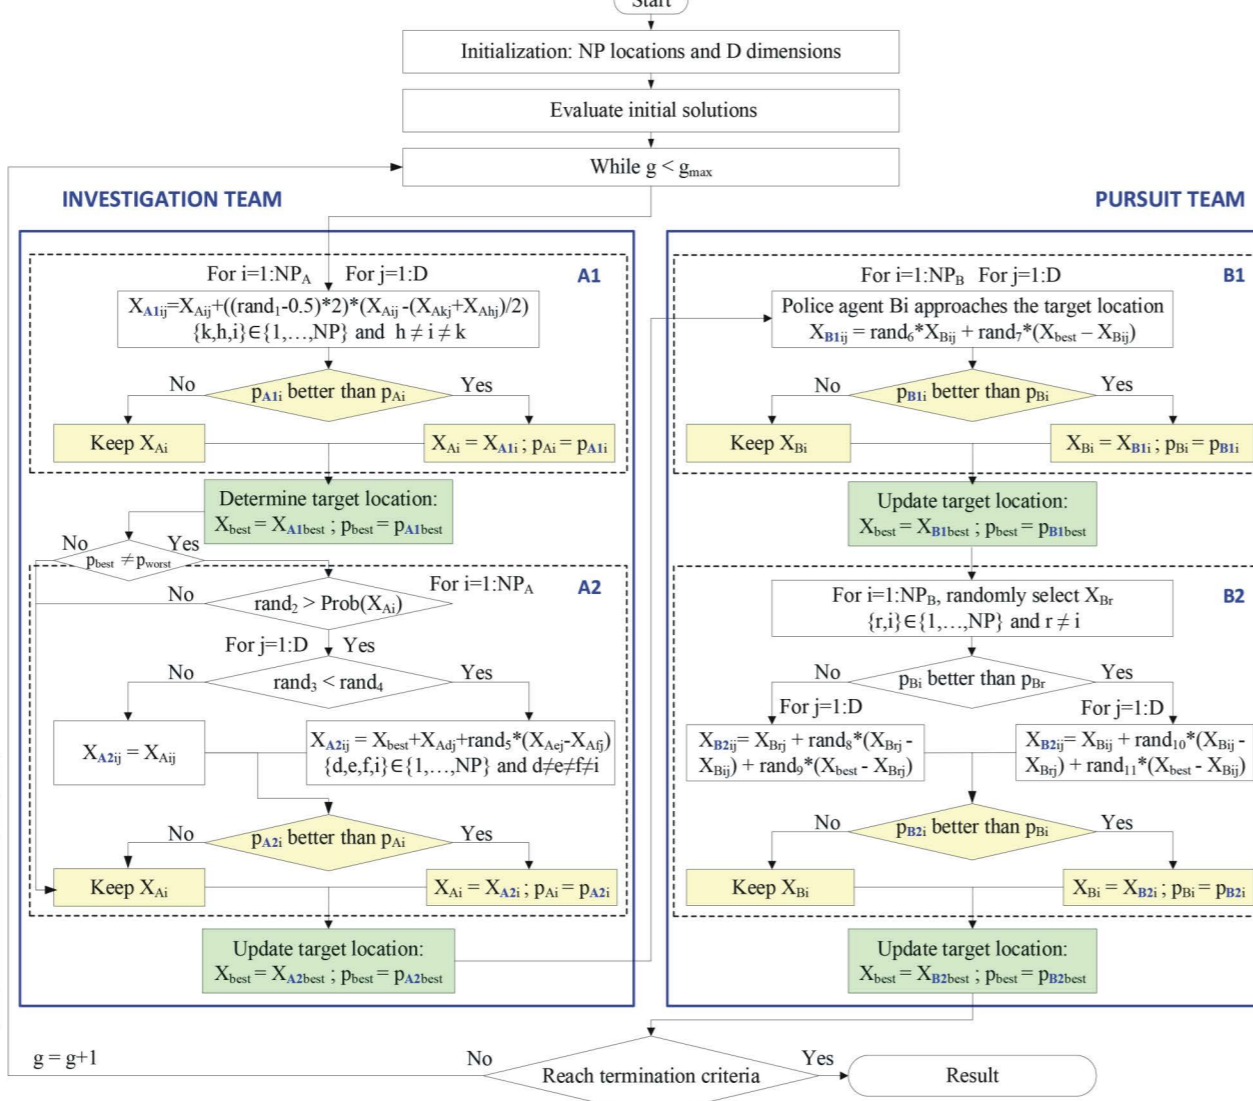 Start
Initialization: NP locations and D dimensions
Evaluate initial solutions
While g < gmax
INVESTIGATION TEAM
For i=1:NPA For j=1:D
A1
XA1ij=XAij+((rand1-0.5)*2)*(XAij -(XAkj+XAhj)/2)
{k,h,i}∈{1,…,NP} and h ≠ i ≠ k
No
pA1i better than pAi
Yes
Keep XAi
XAi = XA1i ; pAi = pA1i
Determine target location:
Xbest = XA1best ; pbest = pA1best
No
Yes
pbest ≠ pworst
For i=1:NPA
A2
No
rand2 > Prob(XAi)
For j=1:D
Yes
No
rand3 < rand4
Yes
XA2ij = XAij
XA2ij = Xbest+XAdj+rand5*(XAej-XAfj)
{d,e,f,i}∈{1,…,NP} and d≠e≠f≠i
No
pA2i better than pAi
Yes
Keep XAi
XAi = XA2i ; pAi = pA2i
Update target location:
Xbest = XA2best ; pbest = pA2best
PURSUIT TEAM
For i=1:NPB For j=1:D
B1
Police agent Bi approaches the target location
XB1ij = rand6*XBij + rand7*(Xbest – XBij)
No
pB1i better than pBi
Yes
Keep XBi
XBi = XB1i ; pBi = pB1i
Update target location:
Xbest = XB1best ; pbest = pB1best
B2
For i=1:NPB, randomly select XBr
{r,i}∈{1,…,NP} and r ≠ i
No
pBi better than pBr
Yes
For j=1:D
For j=1:D
XB2ij= XBrj + rand8*(XBrj -
XBij) + rand9*(Xbest - XBrj)
XB2ij= XBij + rand10*(XBij -
XBrj) + rand11*(Xbest - XBij)
No
pB2i better than pBi
Yes
Keep XBi
XBi = XB2i ; pBi = pB2i
Update target location:
Xbest = XB2best ; pbest = pB2best
g = g+1
No
Reach termination criteria
Yes
Result